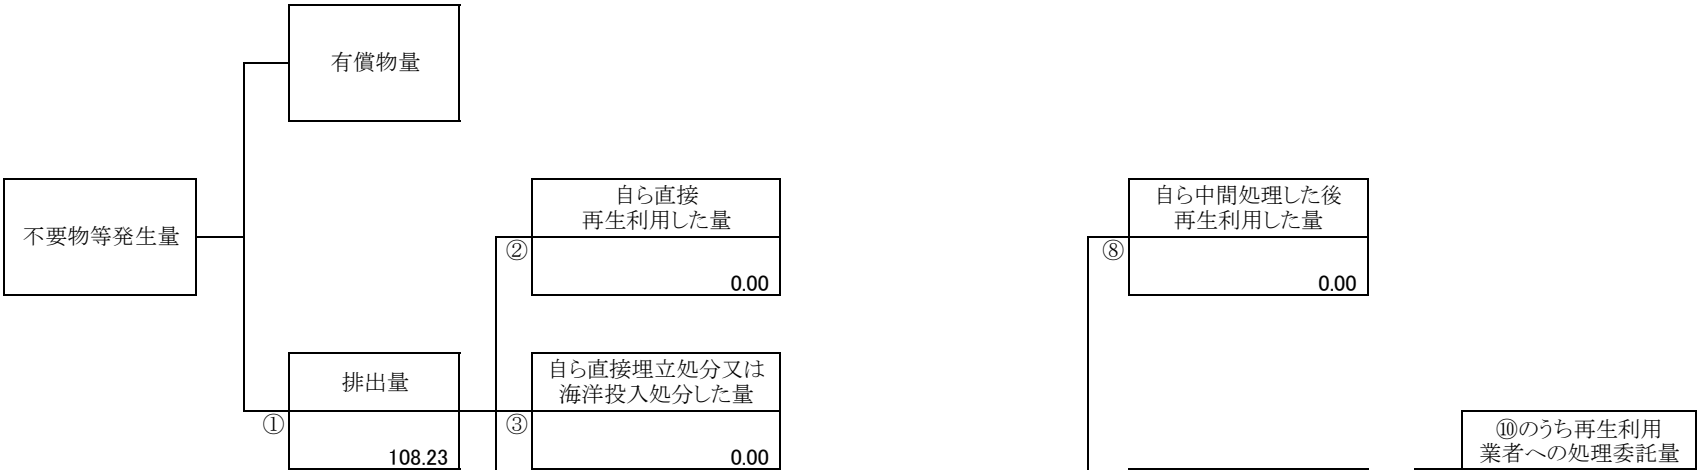 有償物量
不要物等発生量
自ら直接
再生利用した量
②
0.00
自ら中間処理した後
再生利用した量
⑧
0.00
排出量
①
108.23
自ら直接埋立処分又は
海洋投入処分した量
③
0.00
⑩のうち再生利用
業者への処理委託量